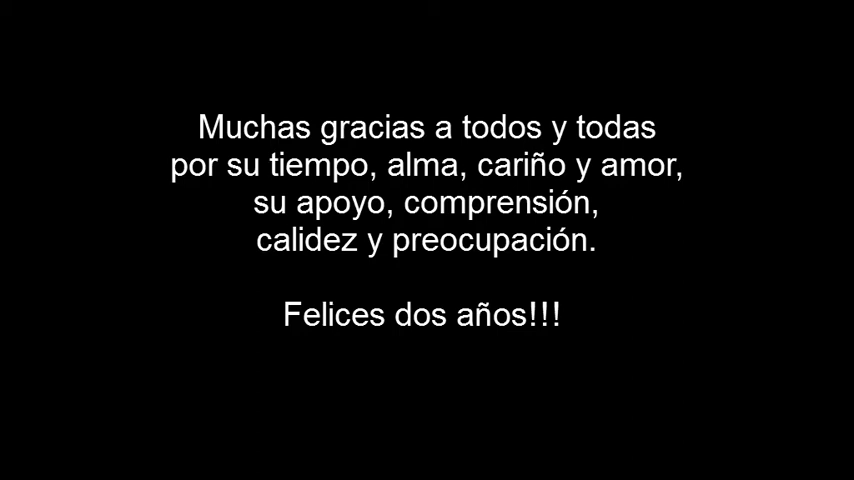 Muchas gracias a todos y todas
por su tiempo, alma, cariño y amor,
su apoyo, comprensión,
calidez y preocupación.
Felices dos años!!!